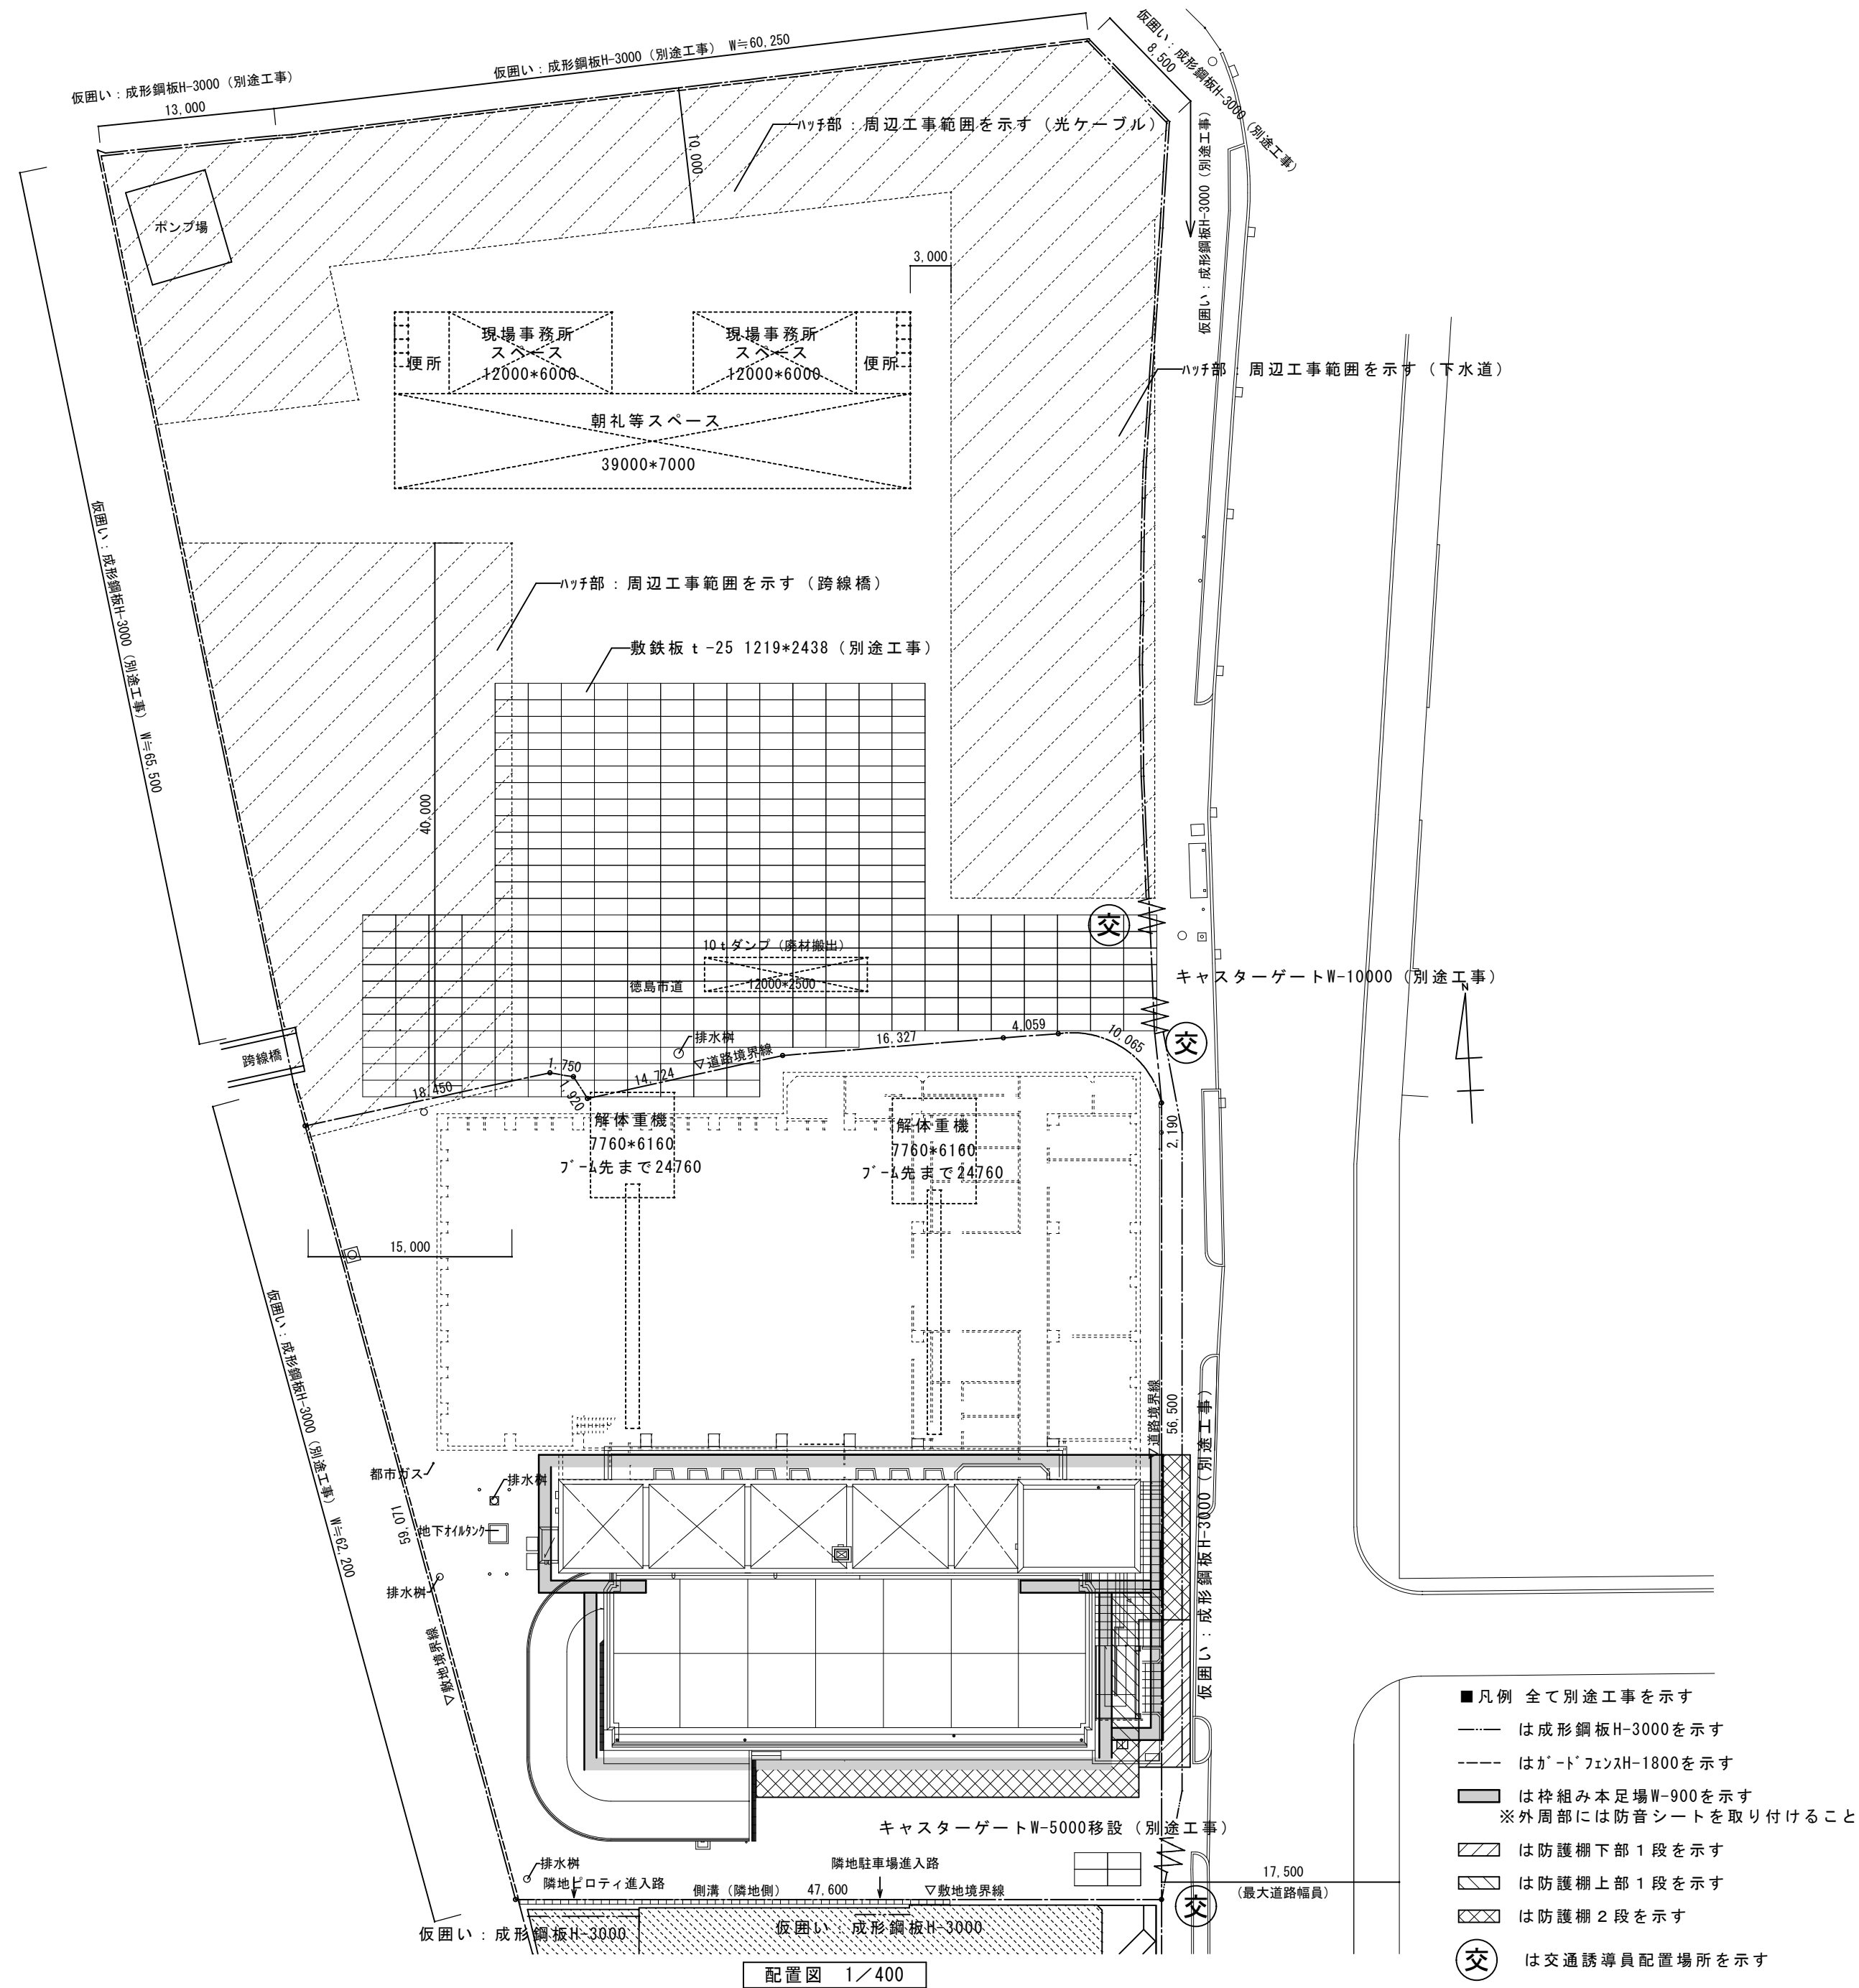 仮囲い：成形鋼板H-3000（別途工事）
13,000
仮囲い：成形鋼板H-3000（別途工事） W≒60,250
仮囲い：成形鋼板H-3000（別途工事）
8,500
ハッチ部：周辺工事範囲を示す（光ケーブル）
10,000
仮囲い：成形鋼板H-3000（別途工事）
ポンプ場
3,000
現場事務所
スペース
12000*6000
便所
現場事務所
スペース
12000*6000
便所
ハッチ部：周辺工事範囲を示す（下水道）
朝礼等スペース
39000*7000
仮囲い：成形鋼板H-3000（別途工事） W≒65,500
ハッチ部：周辺工事範囲を示す（跨線橋）
敷鉄板ｔ-25 1219*2438（別途工事）
40,000
交
10ｔダンプ（廃材搬出）
12000*2500
徳島市道
キャスターゲートW-10000（別途工事）
N
交
排水桝
▽道路境界線
16,327
4,059
10,065
跨線橋
18,450
1,750
1,920
14,724
2,190
解体重機
7760*6160
ﾌﾞｰﾑ先まで24760
解体重機
7760*6160
ﾌﾞｰﾑ先まで24760
15,000
仮囲い：成形鋼板H-3000（別途工事） W≒62,200
▽道路境界線
56,500
仮囲い：成形鋼板H-3000（別途工事）
都市ガス
排水桝
59,071
地下ｵｲﾙﾀﾝｸ
排水桝
▽敷地境界線
キャスターゲートW-5000移設（別途工事）
排水桝
隣地ピロティ進入路
隣地駐車場進入路
側溝（隣地側）
47,600
▽敷地境界線
17,500
（最大道路幅員）
交
仮囲い：成形鋼板H-3000
仮囲い：成形鋼板H-3000
■凡例 全て別途工事を示す
は成形鋼板H-3000を示す
はｶﾞｰﾄﾞﾌｪﾝｽH-1800を示す
は枠組み本足場W-900を示す
※外周部には防音シートを取り付けること
は防護棚下部１段を示す
は防護棚上部１段を示す
は防護棚２段を示す
交 は交通誘導員配置場所を示す
配置図 1／400